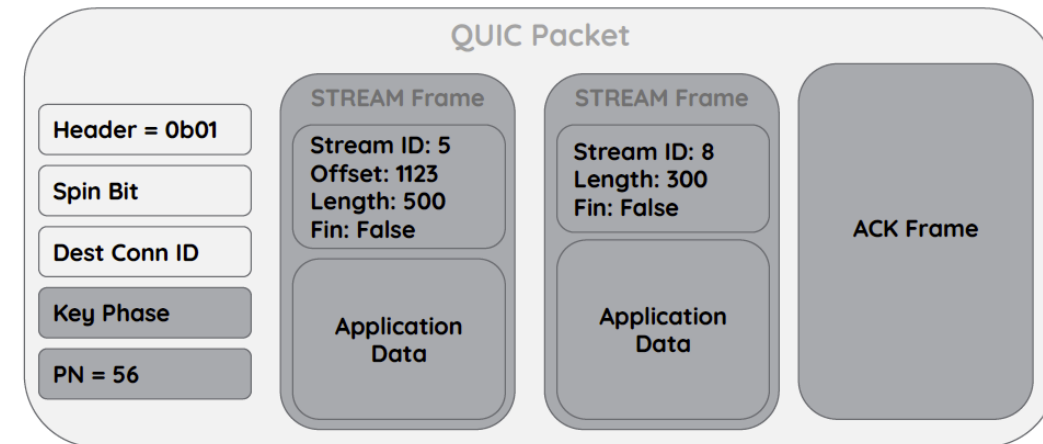 QUIC Packet
Header = 0b01
Spin Bit
Dest Conn ID
Key Phase
PN = 56
STREAM Frame
Stream ID: 5
Offset: 1123
Length: 500
Fin: False
Application
Data
STREAM Frame
Stream ID: 8
Length: 300
Fin: False
Application
Data
ACK Frame